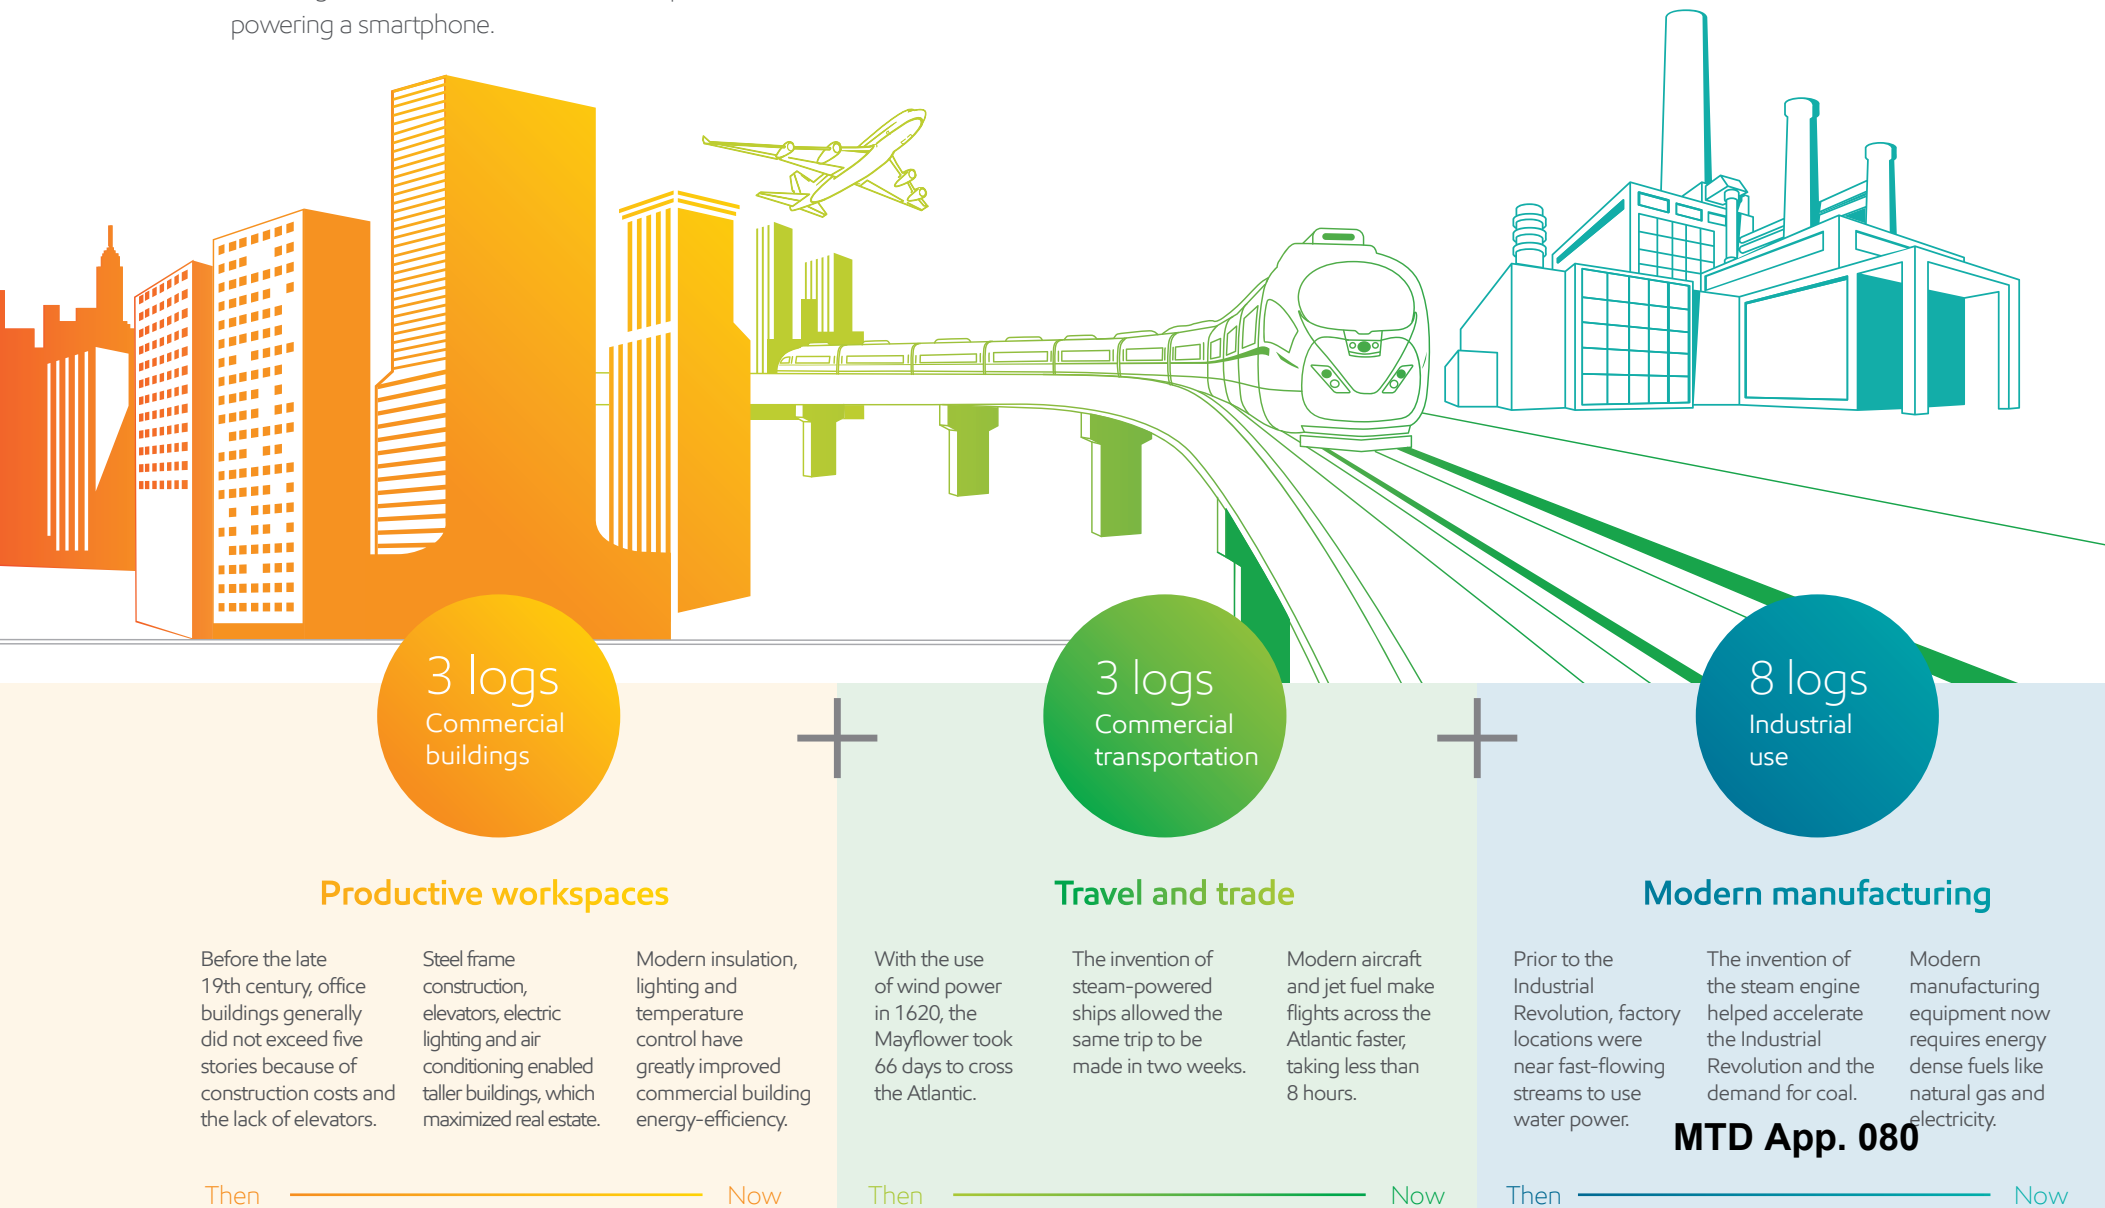 powering a smartphone.
3 logs
Commercial
buildings
3 logs
Commercial
transportation
8 logs
Industrial
use
Productive workspaces
Before the late
19th century, office
buildings generally
did not exceed five
stories because of
construction costs and
the lack of elevators.
Steel frame
construction,
elevators, electric
lighting and air
conditioning enabled
taller buildings, which
maximized real estate.
Modern insulation,
lighting and
temperature
control have
greatly improved
commercial building
energy-efficiency.
Then
Now
Travel and trade
With the use
of wind power
in 1620, the
Mayflower took
66 days to cross
the Atlantic.
The invention of
steam-powered
ships allowed the
same trip to be
made in two weeks.
Modern aircraft
and jet fuel make
flights across the
Atlantic faster,
taking less than
8 hours.
Then
Now
Modern manufacturing
Prior to the
Industrial
Revolution, factory
locations were
near fast-flowing
streams to use
water power.
The invention of
the steam engine
helped accelerate
the Industrial
Revolution and the
demand for coal.
Modern
manufacturing
equipment now
requires energy
dense fuels like
natural gas and
electricity.
MTD App. 080
Then
Now